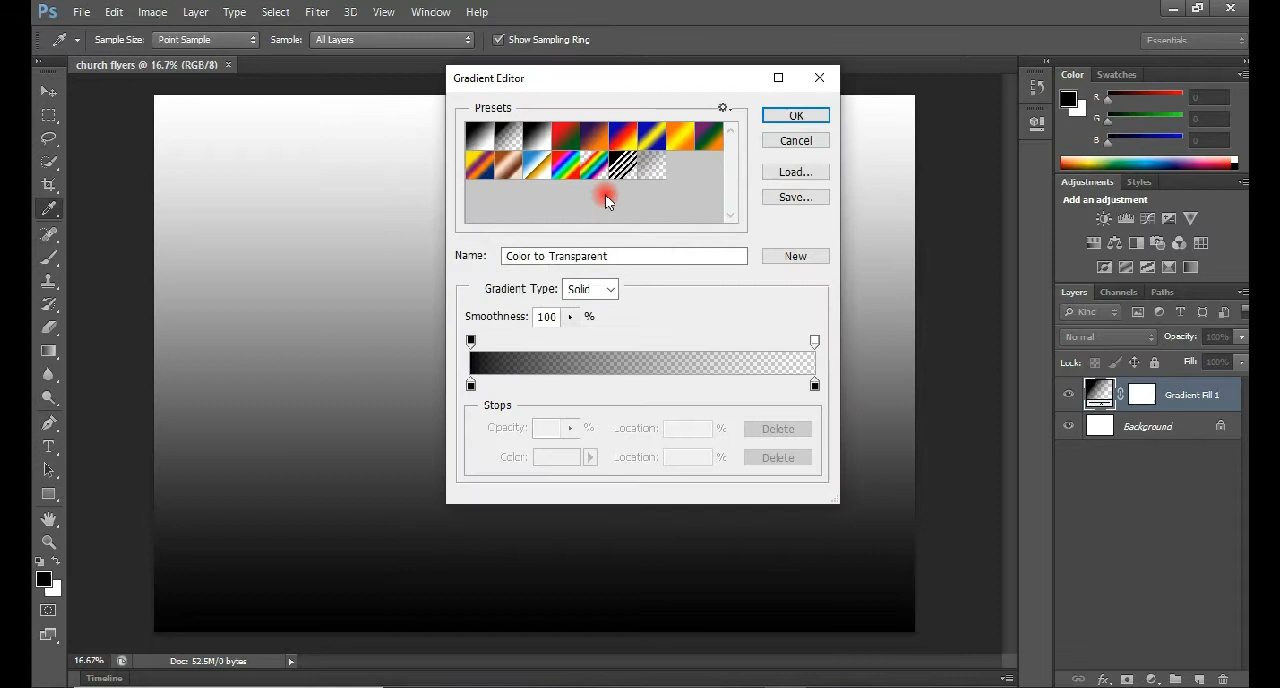 Ps File Edit Image Layer Type Select Filter 3D View Window Help
Sample Size: Point Sample Sample: All Layers Show Sampling Ring Essentials
church flyers @ 16.7% (RGB/8) ×
Gradient Editor
Presets
OK
Cancel
Load...
Save...
Name: Color to Transparent New
Gradient Type: Solid
Smoothness: 100 %
Stops
Opacity: % Location: % Delete
Color: Location: % Delete
Color Swatches
R 0
G 0
B 0
Adjustments Styles
Add an adjustment
Layers Channels Paths
Kind
Normal Opacity: 100%
Lock: Fill: 100%
Gradient Fill 1
Background
16.67% Doc: 52.5M/0 bytes
Timeline